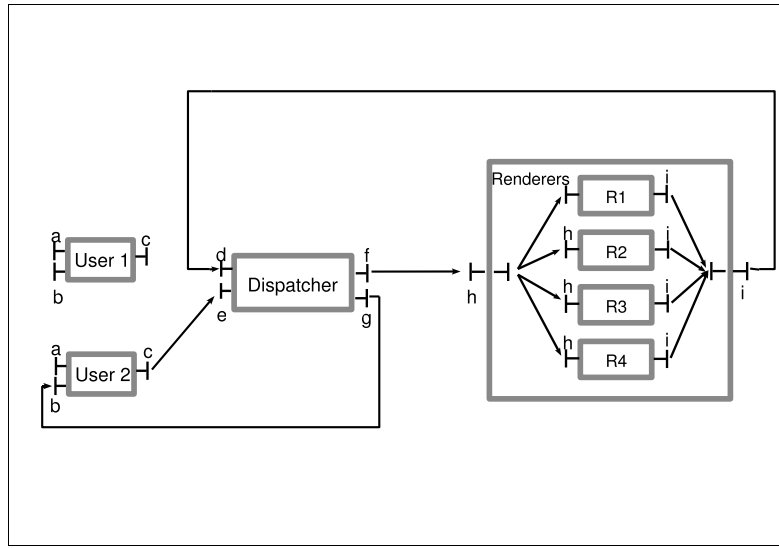 Renderers
i
R1
a
c
User 1
b
d
f
Dispatcher
e
g
h
h
i
R2
h
i
R3
h
i
R4
i
a
c
User 2
b